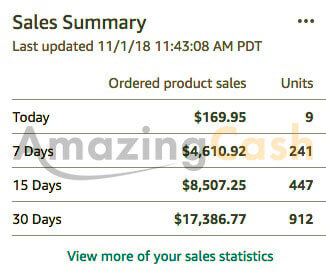 Sales Summary
Last updated 11/1/18 11:43:08 AM PDT
Ordered product sales Units
Today $169.95 9
AmazingCash
7 Days $4,610.92 241
15 Days $8,507.25 447
30 Days $17,386.77 912
View more of your sales statistics